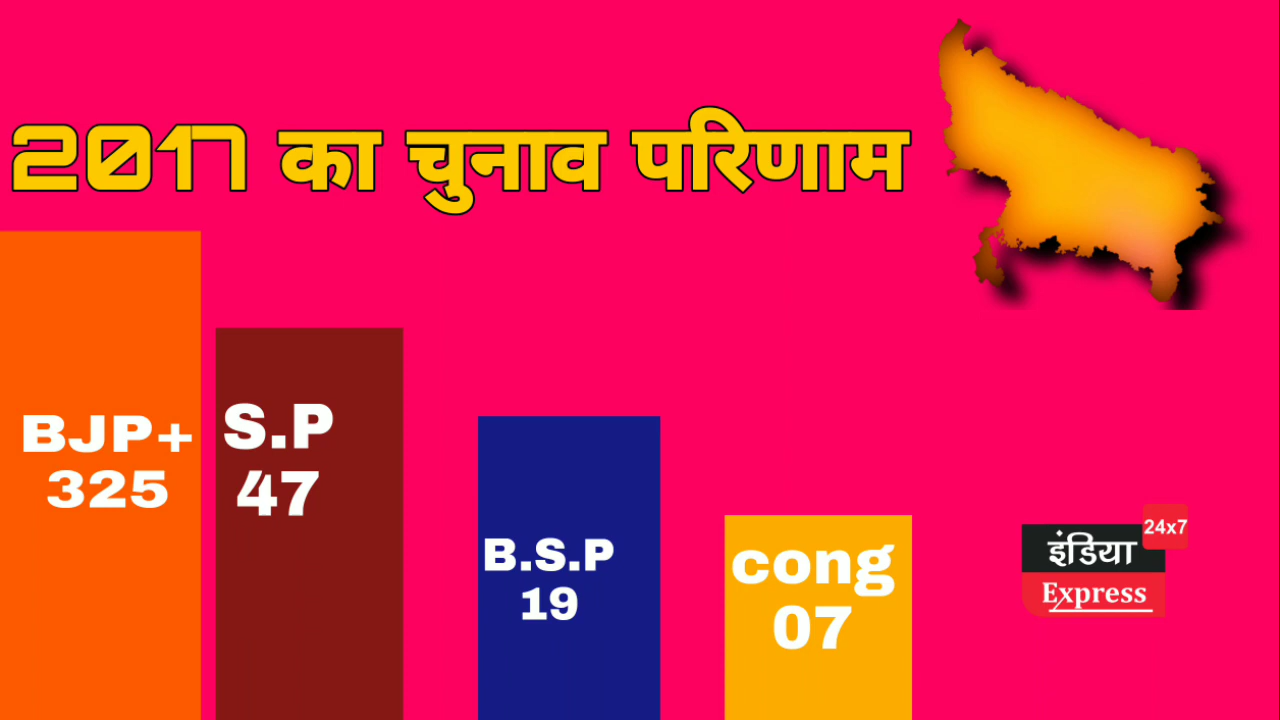 2017 का चुनाव परिणाम
BJP+
325
S.P
47
B.S.P
19
cong
07
24x7
इंडिया
Express